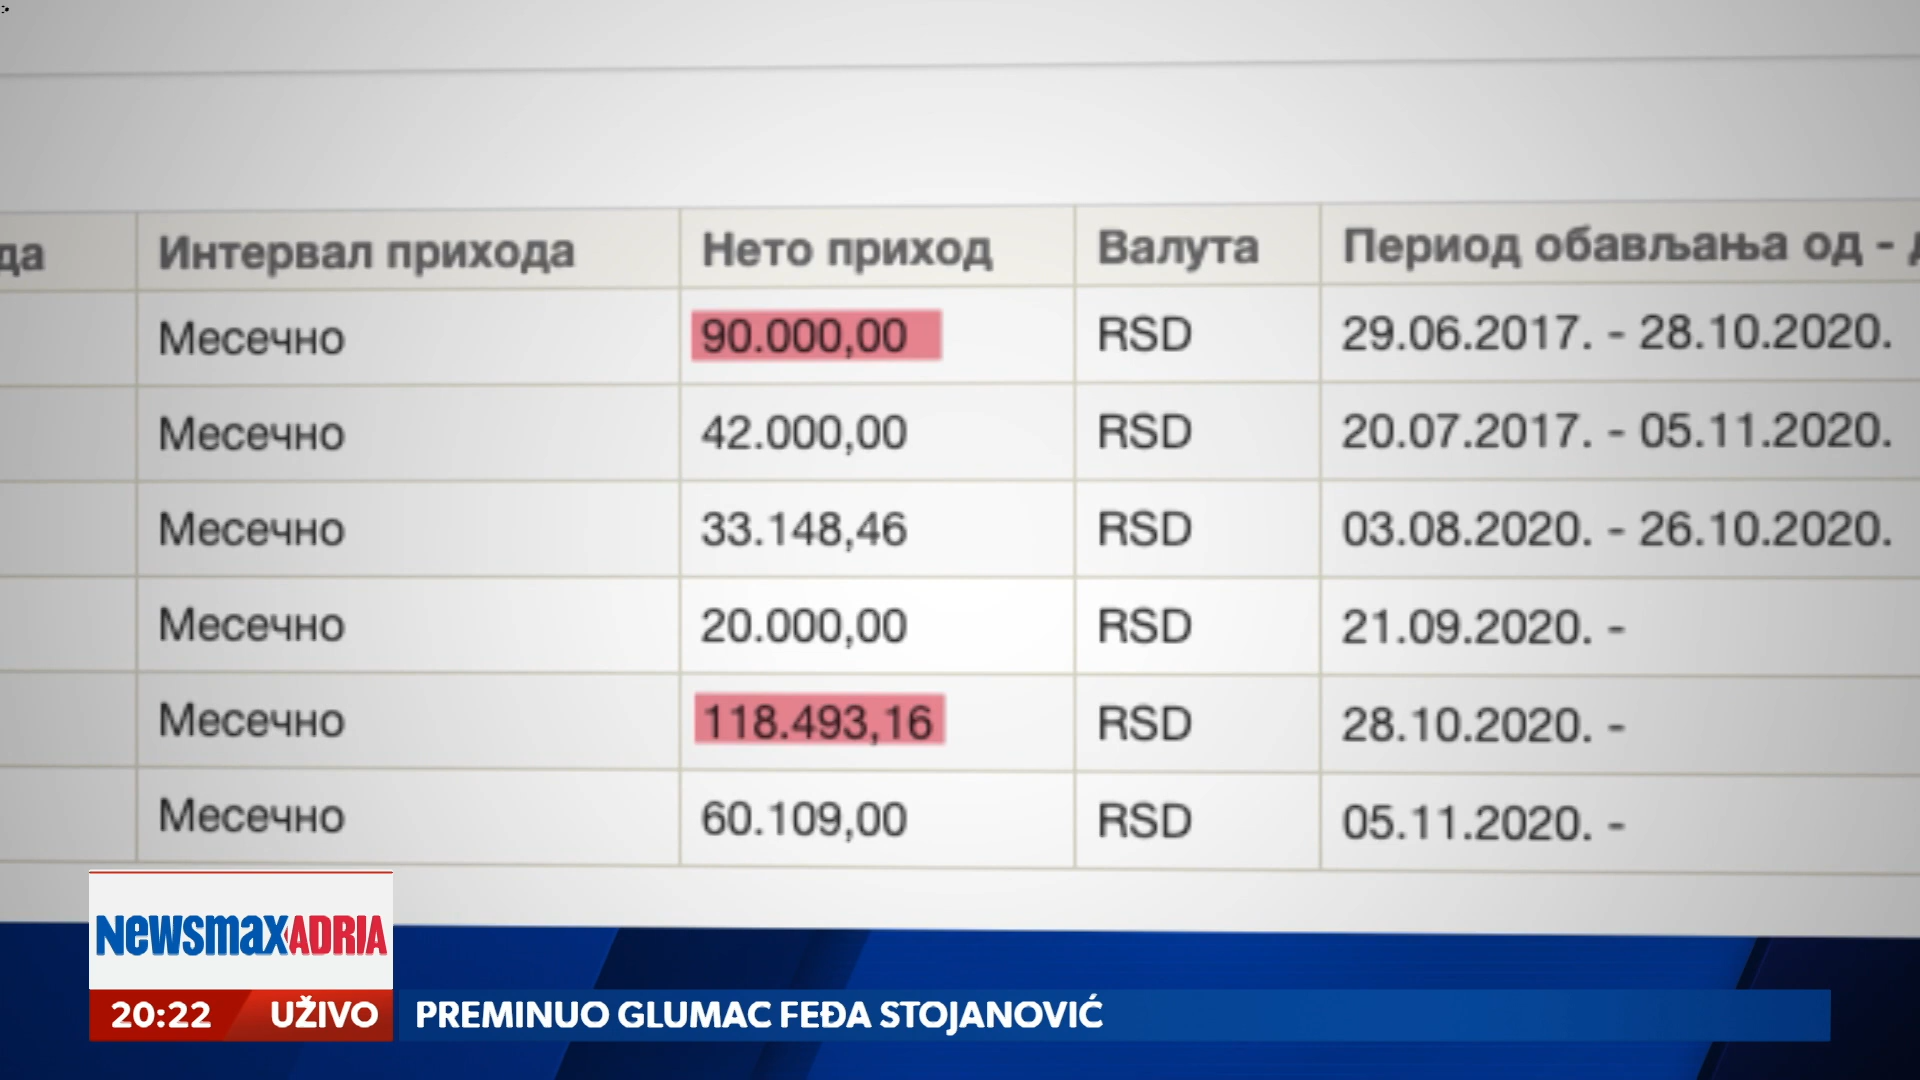 да Интервал прихода Нето приход Валута Период обављања од - д
Месечно 90.000,00 RSD 29.06.2017. - 28.10.2020.
Месечно 42.000,00 RSD 20.07.2017. - 05.11.2020.
Месечно 33.148,46 RSD 03.08.2020. - 26.10.2020.
Месечно 20.000,00 RSD 21.09.2020. -
Месечно 118.493,16 RSD 28.10.2020. -
Месечно 60.109,00 RSD 05.11.2020. -
NEWSMAX ADRIA
20:22 UŽIVO PREMINUO GLUMAC FEĐA STOJANOVIĆ